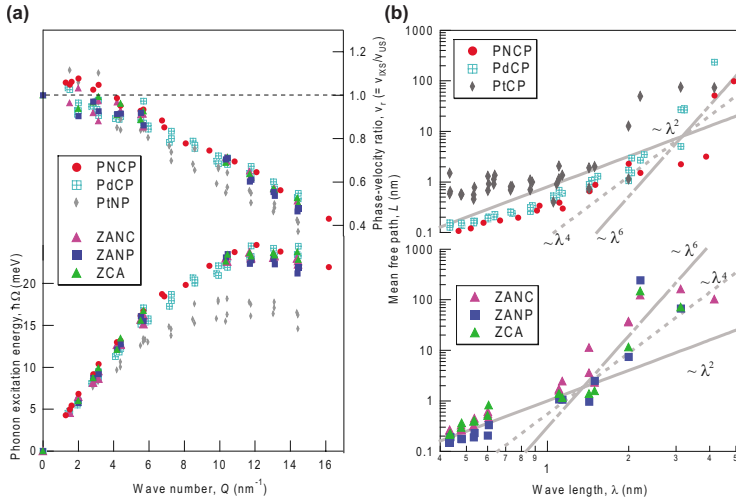 (a)
(b)
1.2
1.0
0.8
0.6
0.4
Phase-velocity ratio, vr (= vIXS/vUS)
PNCP
PdCP
PtNP
ZANC
ZANP
ZCA
20
15
10
5
0
Phonon excitation energy, ħΩ (meV)
0 2 4 6 8 10 12 14 16
Wave number, Q (nm⁻¹)
1000
100
10
1
0.1
PNCP
PdCP
PtCP
~ λ²
~ λ⁴
~ λ⁶
Mean free path, L (nm)
1000
100
10
1
0.1
ZANC
ZANP
ZCA
~ λ⁶
~ λ⁴
~ λ²
4 5 6 7 8 9 1 2 3 4 5
Wave length, λ (nm)